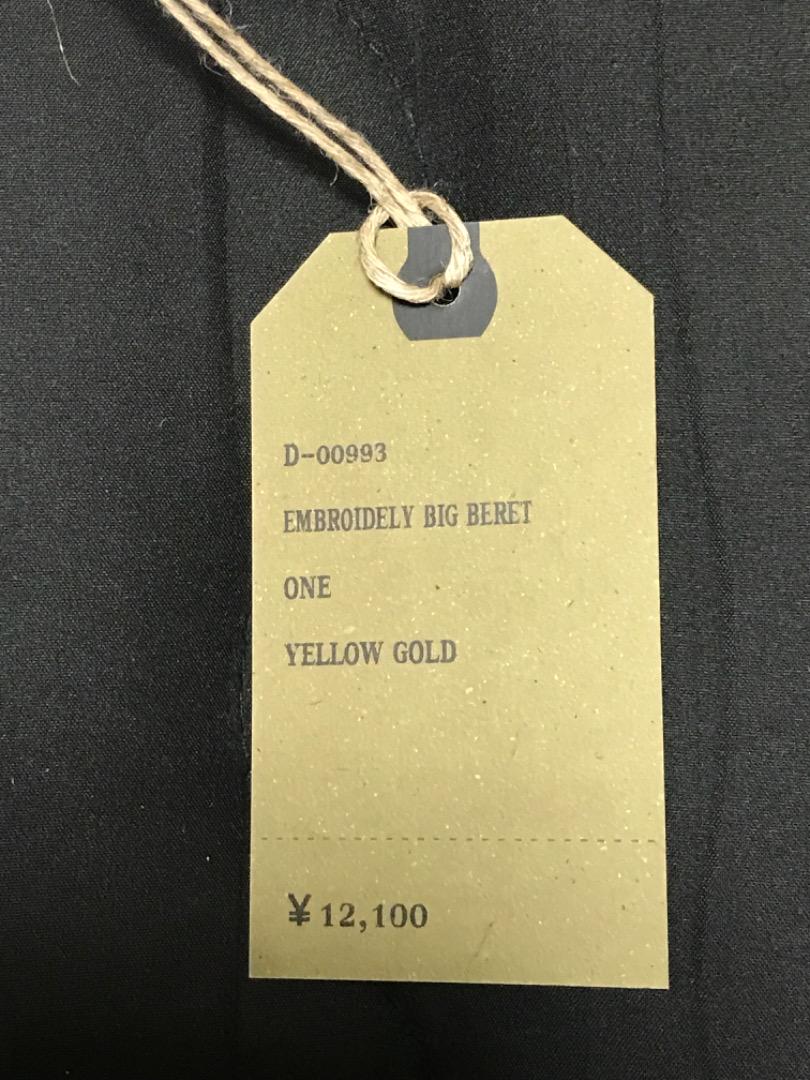 D-00993
EMBROIDELY BIG BERET
ONE
YELLOW GOLD
¥12,100